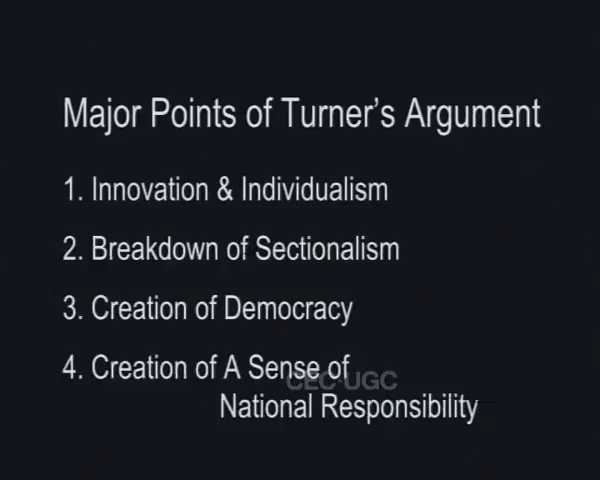 Major Points of Turner's Argument
1. Innovation & Individualism
2. Breakdown of Sectionalism
3. Creation of Democracy
4. Creation of A Sense of
CEC-UGC
National Responsibility